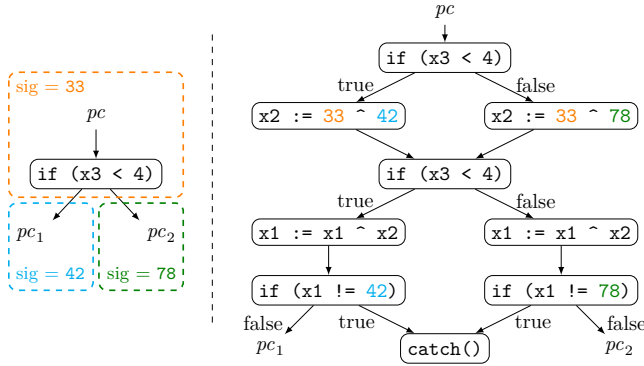 sig = 33
pc
if (x3 < 4)
pc1
pc2
sig = 42
sig = 78
pc
if (x3 < 4)
true
false
x2 := 33 ^ 42
x2 := 33 ^ 78
if (x3 < 4)
true
false
x1 := x1 ^ x2
x1 := x1 ^ x2
if (x1 != 42)
if (x1 != 78)
false
true
true
false
pc1
catch()
pc2